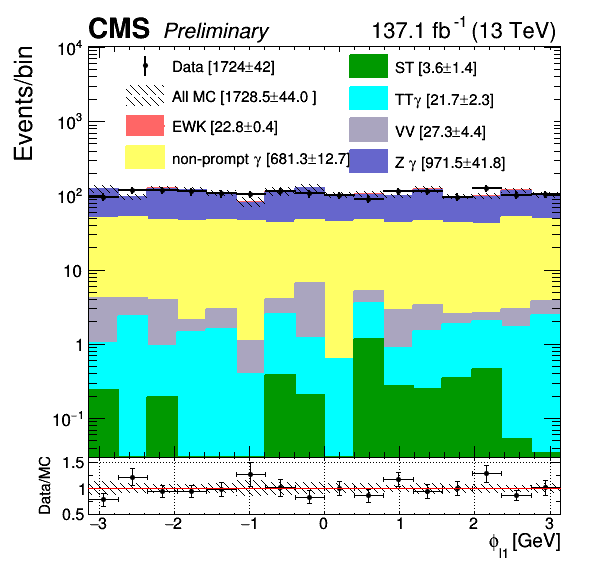 CMS Preliminary 137.1 fb⁻¹ (13 TeV)
Events/bin
10⁴
10³
10²
10
1
10⁻¹
Data [1724±42]
All MC [1728.5±44.0 ]
EWK [22.8±0.4]
non-prompt γ [681.3±12.7]
ST [3.6±1.4]
TTγ [21.7±2.3]
VV [27.3±4.4]
Z γ [971.5±41.8]
Data/MC
1.5
1
0.5
−3 −2 −1 0 1 2 3
ϕ_l1 [GeV]